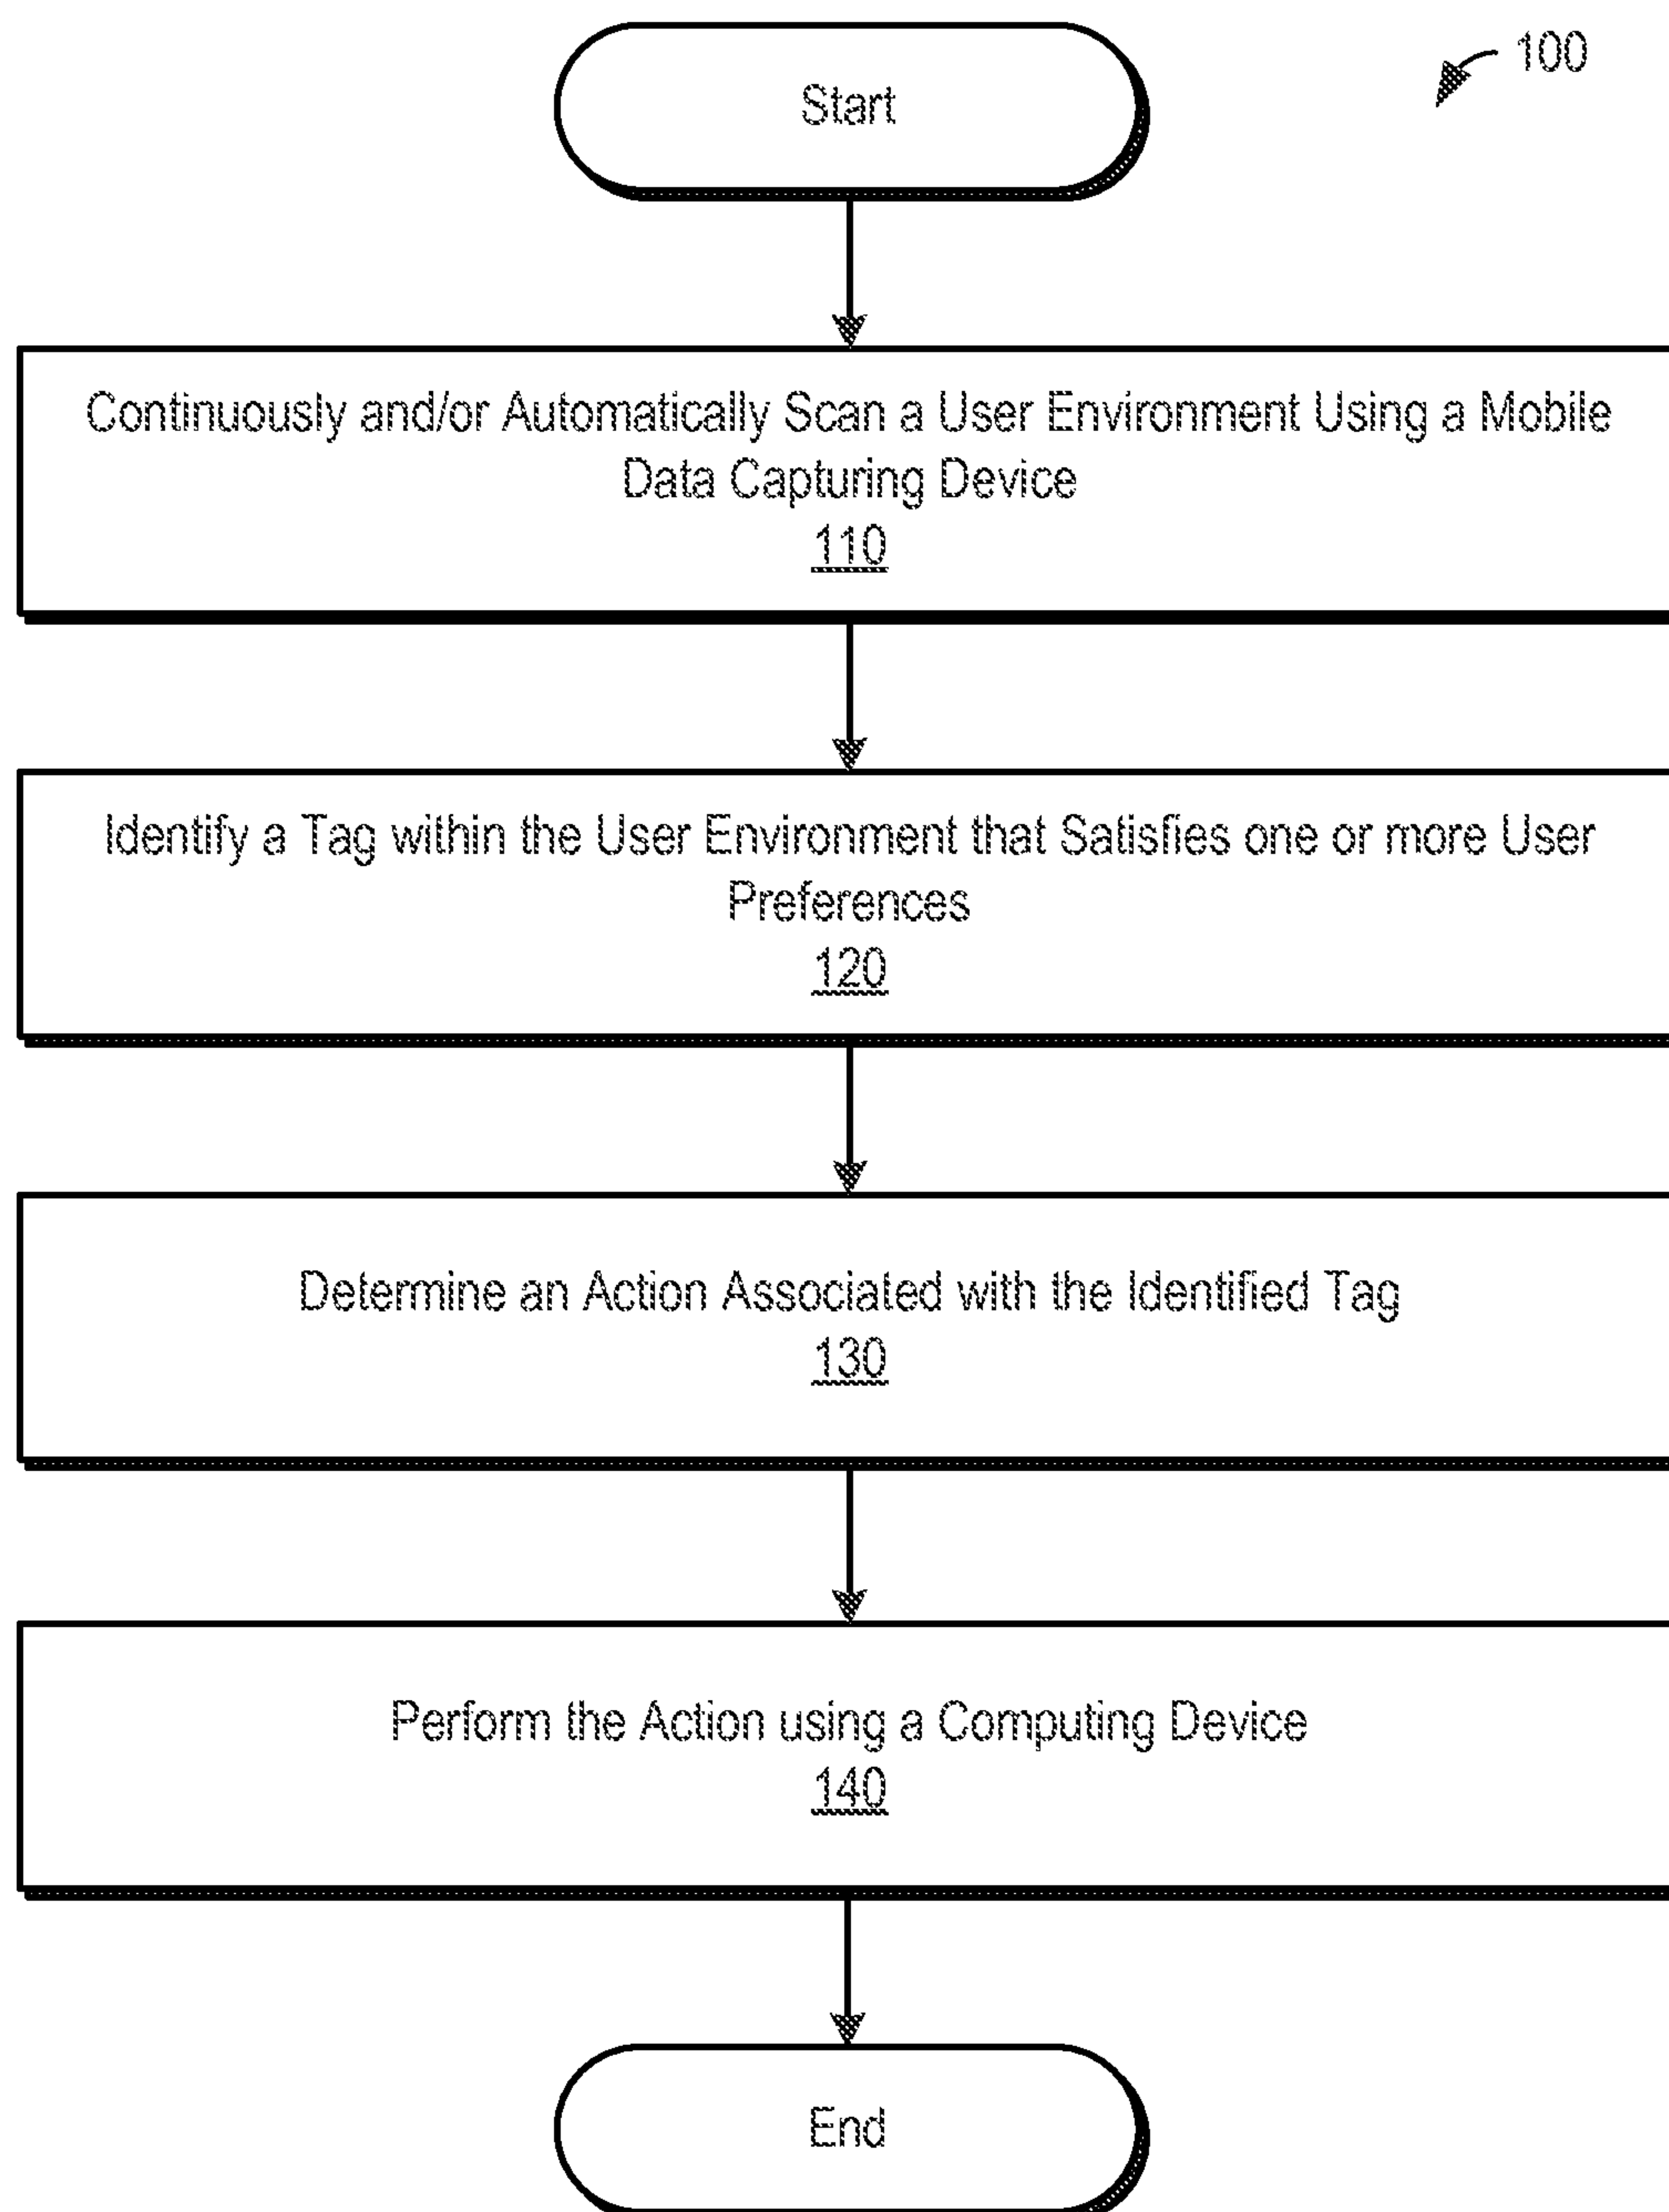 Start
100
Continuously and/or Automatically Scan a User Environment Using a Mobile
Data Capturing Device
110
Identify a Tag within the User Environment that Satisfies one or more User
Preferences
120
Determine an Action Associated with the Identified Tag
130
Perform the Action using a Computing Device
140
End